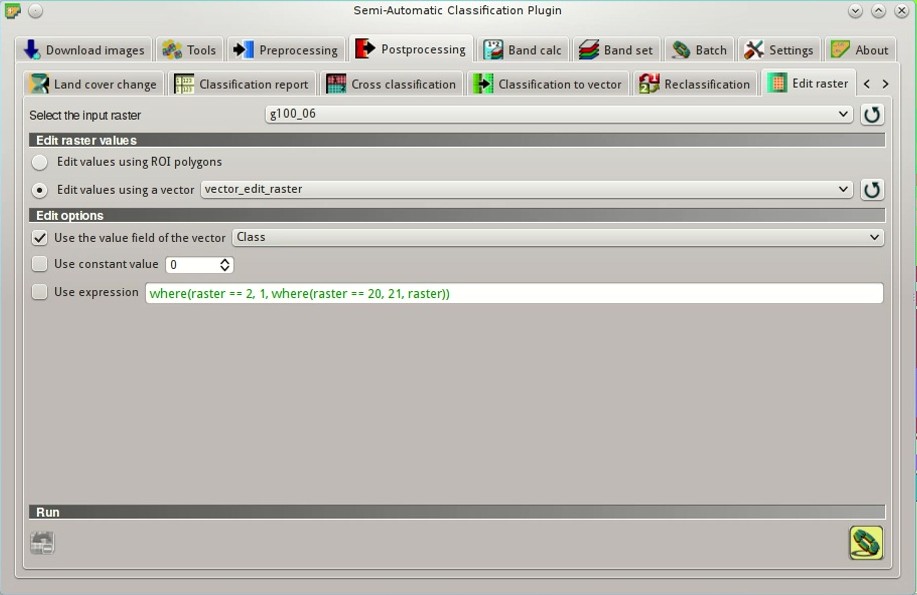 Semi-Automatic Classification Plugin
Download images Tools Preprocessing Postprocessing Band calc Band set Batch Settings About
Land cover change Classification report Cross classification Classification to vector Reclassification Edit raster
Select the input raster g100_06
Edit raster values
Edit values using ROI polygons
Edit values using a vector vector_edit_raster
Edit options
Use the value field of the vector Class
Use constant value 0
Use expression where(raster == 2, 1, where(raster == 20, 21, raster))
Run